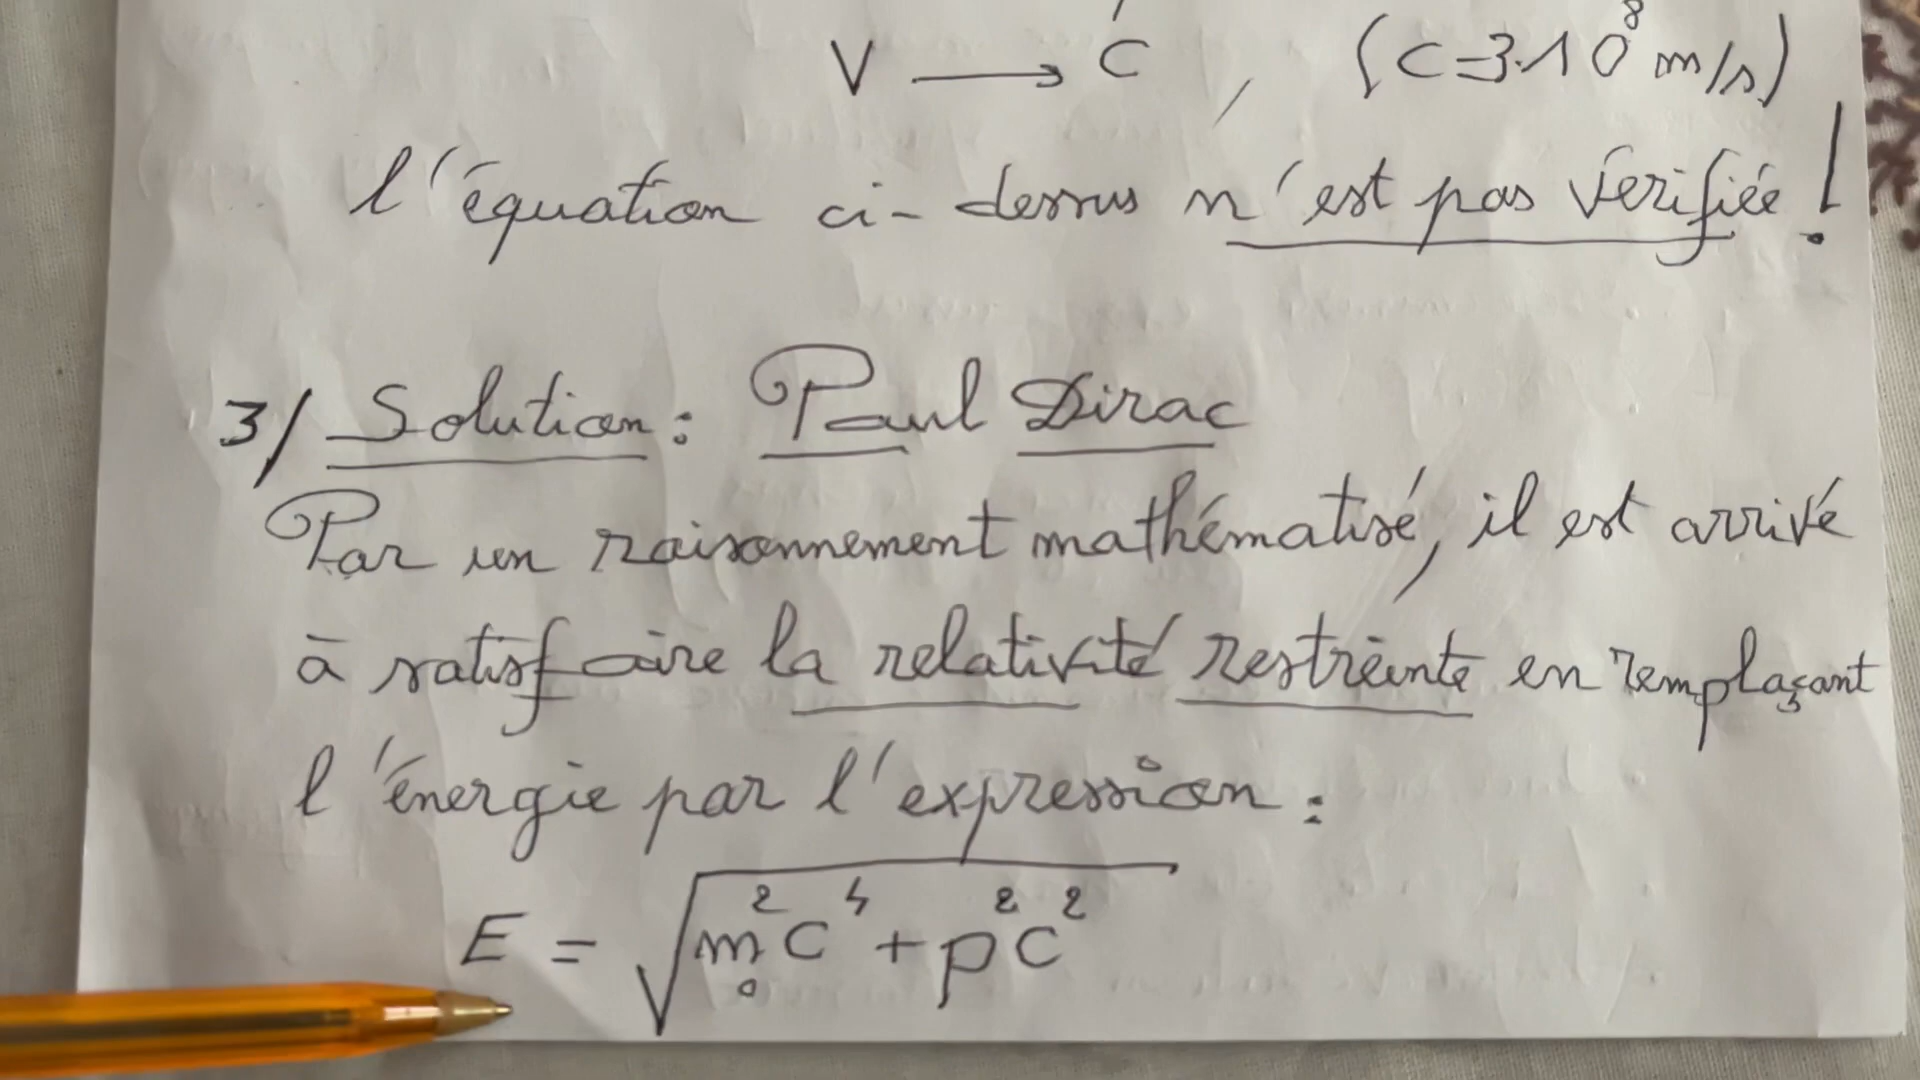 V → C , (C=3.10⁸ m/s)
l'équation ci-dessus n'est pas vérifiée !
3/ Solution : Paul Dirac
Par un raisonnement mathématisé, il est arrivé
à satisfaire la relativité restreinte en remplaçant
l'énergie par l'expression :
E = √(m₀²C⁴ + p²C²)